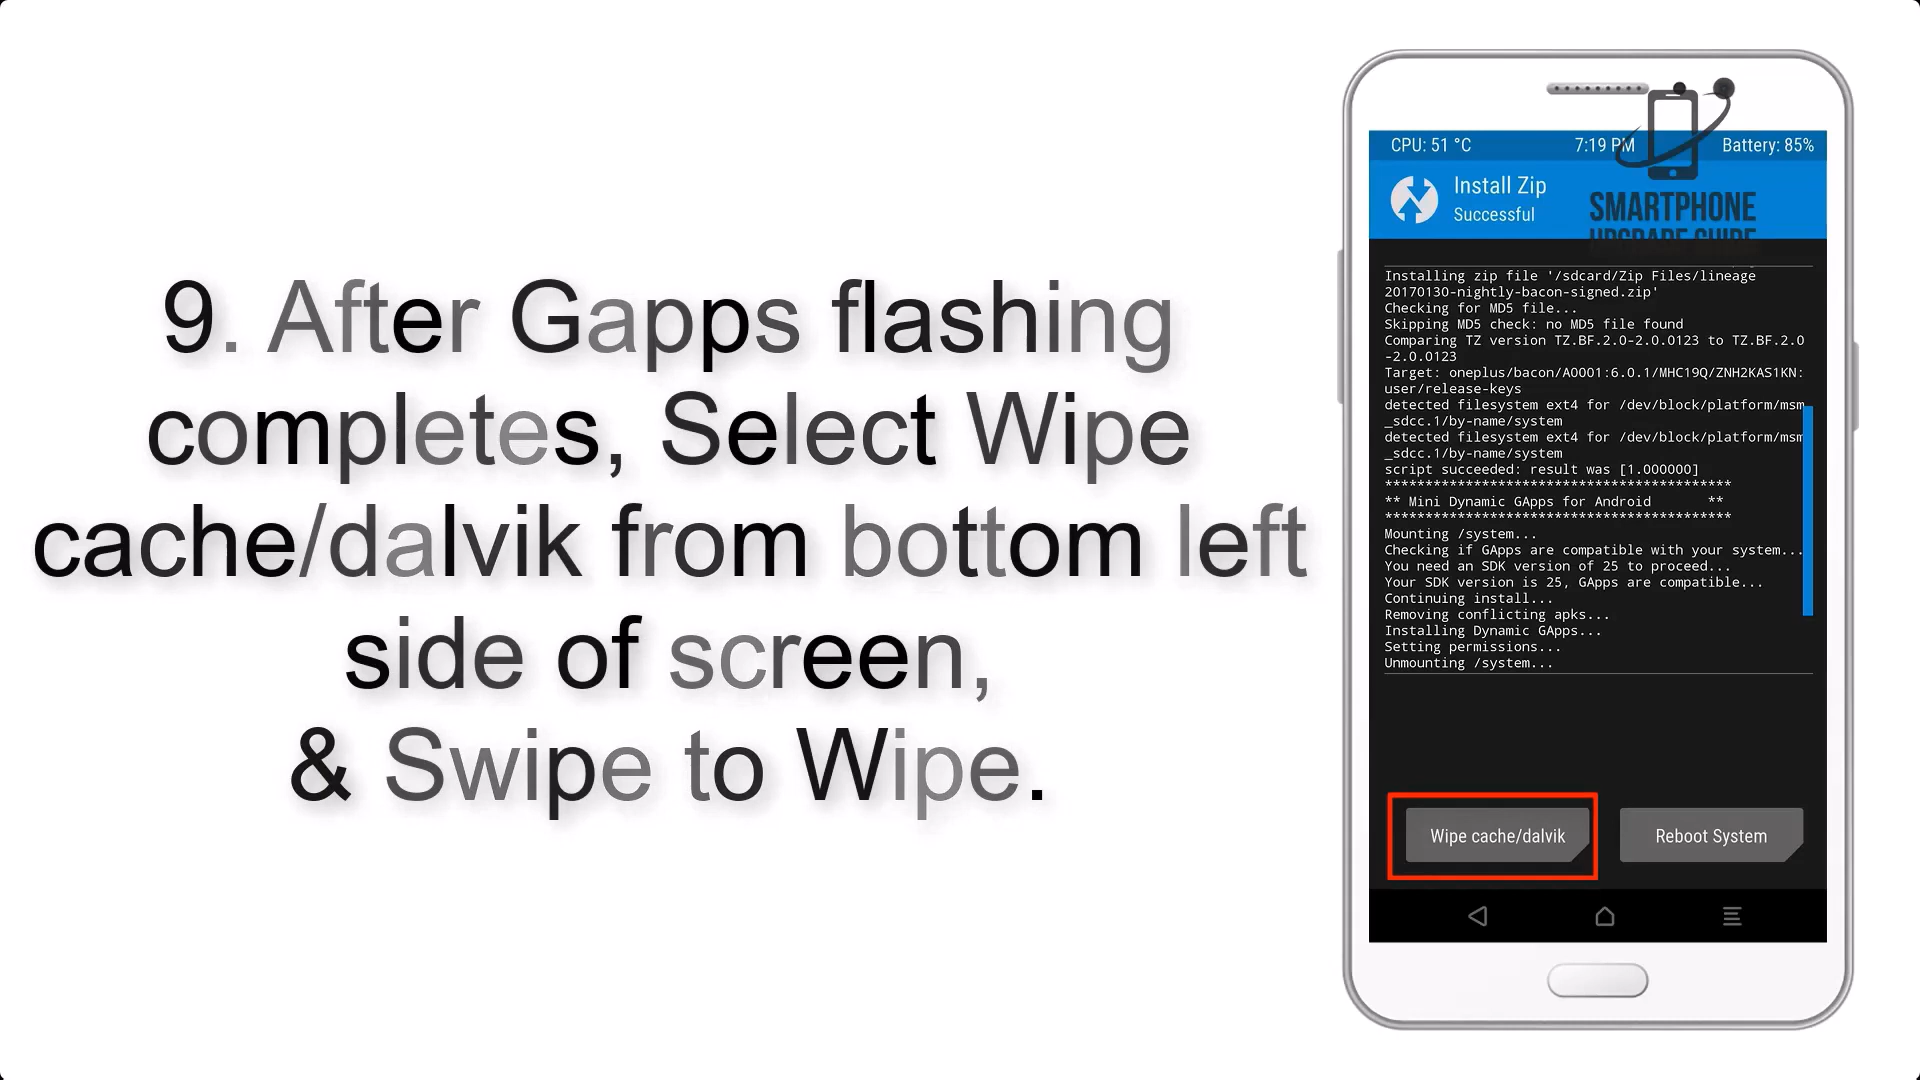 9. After Gapps flashing
completes, Select Wipe
cache/dalvik from bottom left
side of screen,
& Swipe to Wipe.
CPU: 51 °C 7:19 PM Battery: 85%
Install Zip
Successful
SMARTPHONE
UPGRADE GUIDE
Installing zip file '/sdcard/Zip Files/lineage
20170130-nightly-bacon-signed.zip'
Checking for MD5 file...
Skipping MD5 check: no MD5 file found
Comparing TZ version TZ.BF.2.0-2.0.0123 to TZ.BF.2.0
-2.0.0123
Target: oneplus/bacon/A0001:6.0.1/MHC19Q/ZNH2KAS1KN:
user/release-keys
detected filesystem ext4 for /dev/block/platform/msm
_sdcc.1/by-name/system
detected filesystem ext4 for /dev/block/platform/msm
_sdcc.1/by-name/system
script succeeded: result was [1.000000]
*******************************************
** Mini Dynamic GApps for Android **
*******************************************
Mounting /system...
Checking if GApps are compatible with your system...
You need an SDK version of 25 to proceed...
Your SDK version is 25, GApps are compatible...
Continuing install...
Removing conflicting apks...
Installing Dynamic GApps...
Setting permissions...
Unmounting /system...
Wipe cache/dalvik Reboot System